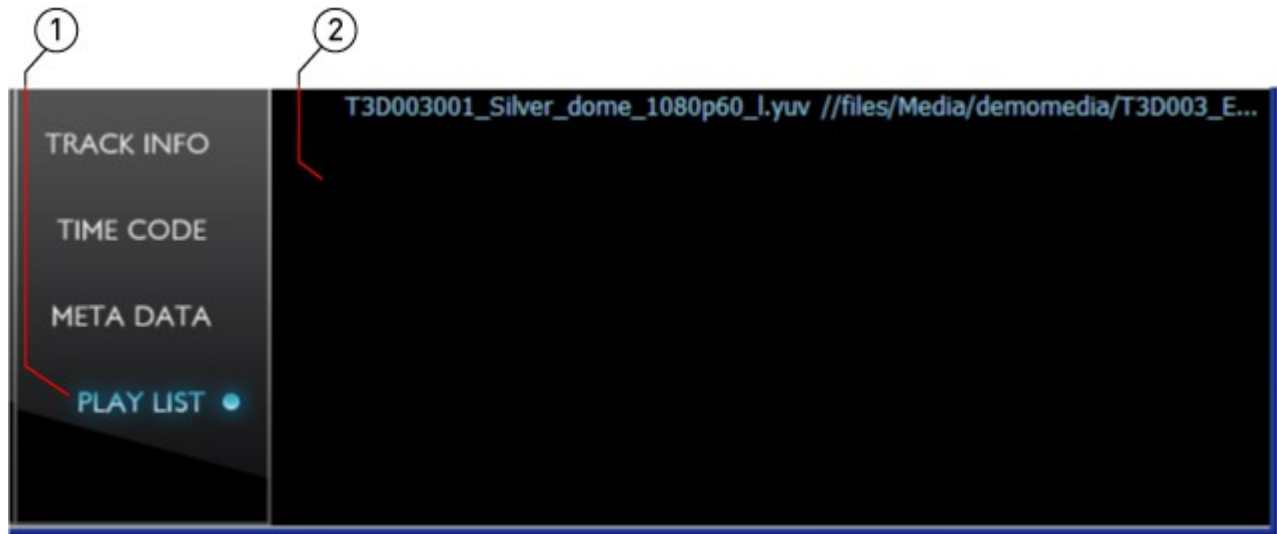 1
2
T3D003001_Silver_dome_1080p60_l.yuv //files/Media/demomedia/T3D003_E...
TRACK INFO
TIME CODE
META DATA
PLAY LIST